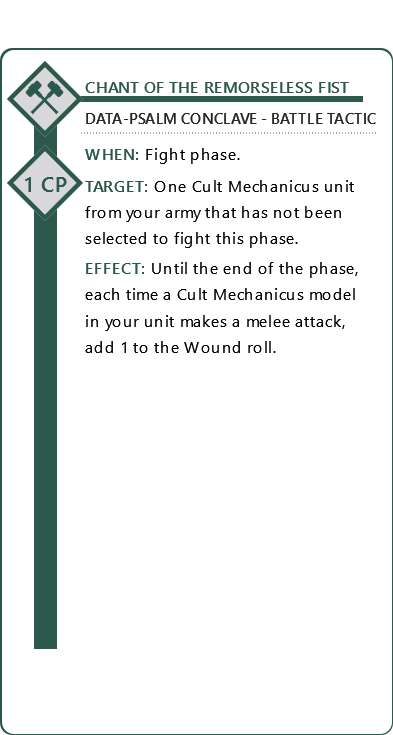 CHANT OF THE REMORSELESS FIST
DATA-PSALM CONCLAVE - BATTLE TACTIC
WHEN: Fight phase.
1 CP
TARGET: One Cult Mechanicus unit
from your army that has not been
selected to fight this phase.
EFFECT: Until the end of the phase,
each time a Cult Mechanicus model
in your unit makes a melee attack,
add 1 to the Wound roll.